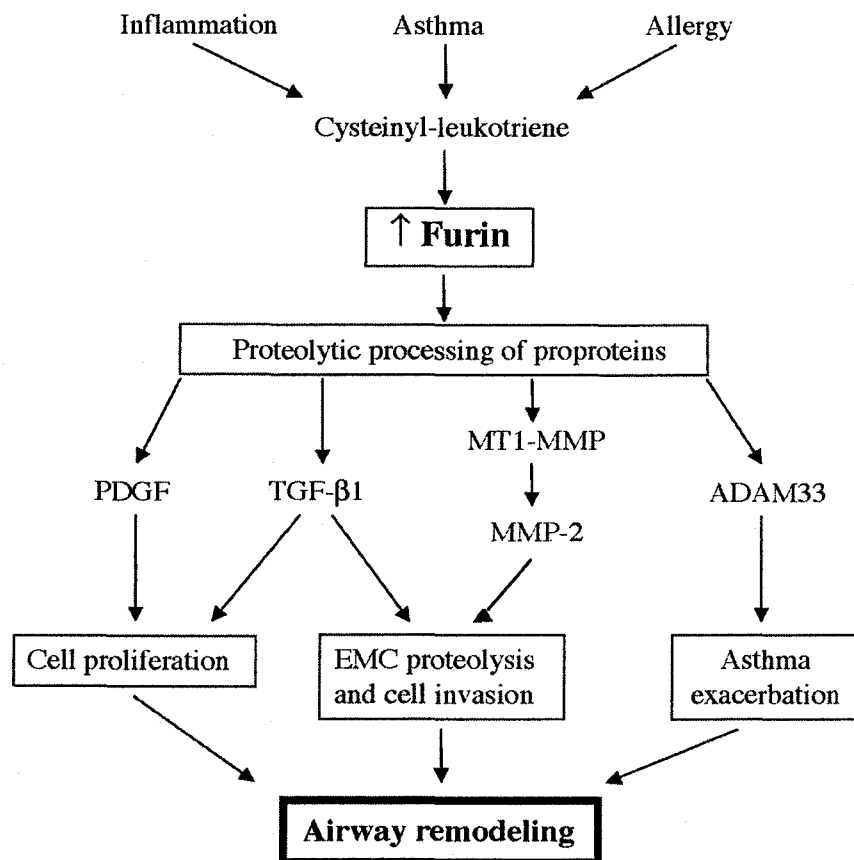 Inflammation Asthma Allergy
Cysteinyl-leukotriene
↑ Furin
Proteolytic processing of proproteins
MT1-MMP
PDGF TGF-β1 ADAM33
MMP-2
Cell proliferation
EMC proteolysis
and cell invasion
Asthma
exacerbation
Airway remodeling